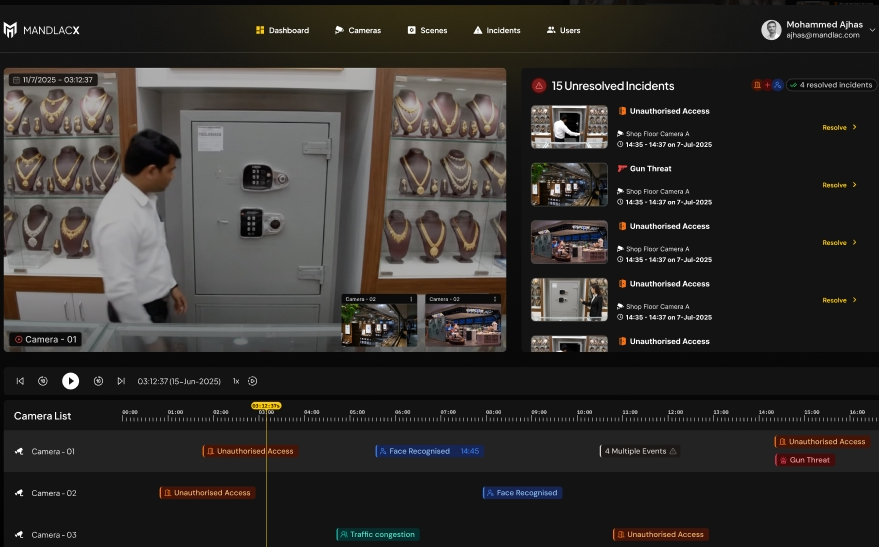 MANDLACX
Dashboard
Cameras
Scenes
Incidents
Users
Mohammed Ajhas
ajhas@mandlac.com
11/7/2025 - 03:12:37
Camera - 02
Camera - 02
Camera - 01
15 Unresolved Incidents
4 resolved incidents
Unauthorised Access
Shop Floor Camera A
14:35 - 14:37 on 7-Jul-2025
Resolve
Gun Threat
Shop Floor Camera A
14:35 - 14:37 on 7-Jul-2025
Resolve
Unauthorised Access
Shop Floor Camera A
14:35 - 14:37 on 7-Jul-2025
Resolve
Unauthorised Access
Shop Floor Camera A
14:35 - 14:37 on 7-Jul-2025
Resolve
Unauthorised Access
03:12:37(15-Jun-2025)
1x
Camera List
00:00 01:00 02:00 03:00 04:00 05:00 06:00 07:00 08:00 09:00 10:00 11:00 12:00 13:00 14:00 15:00 16:00
03:12:37s
Camera - 01
Unauthorised Access
Face Recognised 14:45
4 Multiple Events
Unauthorised Access
Gun Threat
Camera - 02
Unauthorised Access
Face Recognised
Camera - 03
Traffic congestion
Unauthorised Access